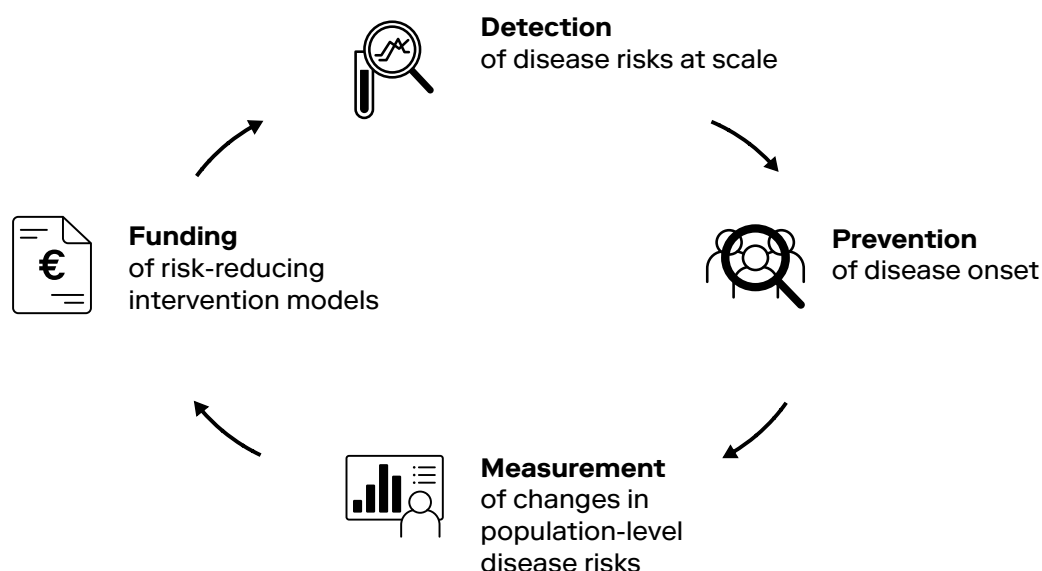 Detection
of disease risks at scale
€
Funding
of risk-reducing
intervention models
Prevention
of disease onset
Measurement
of changes in
population-level
disease risks